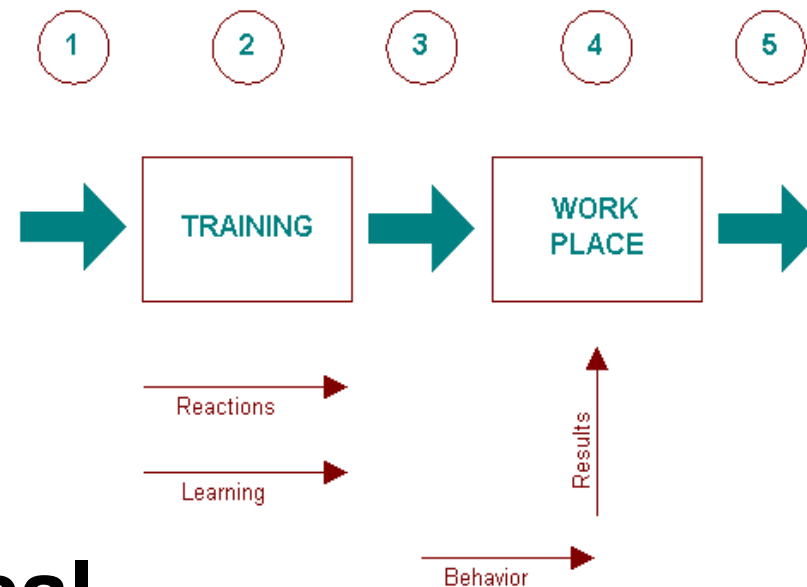 1 2 3 4 5
TRAINING
WORK
PLACE
Reactions
Learning
Results
Behavior